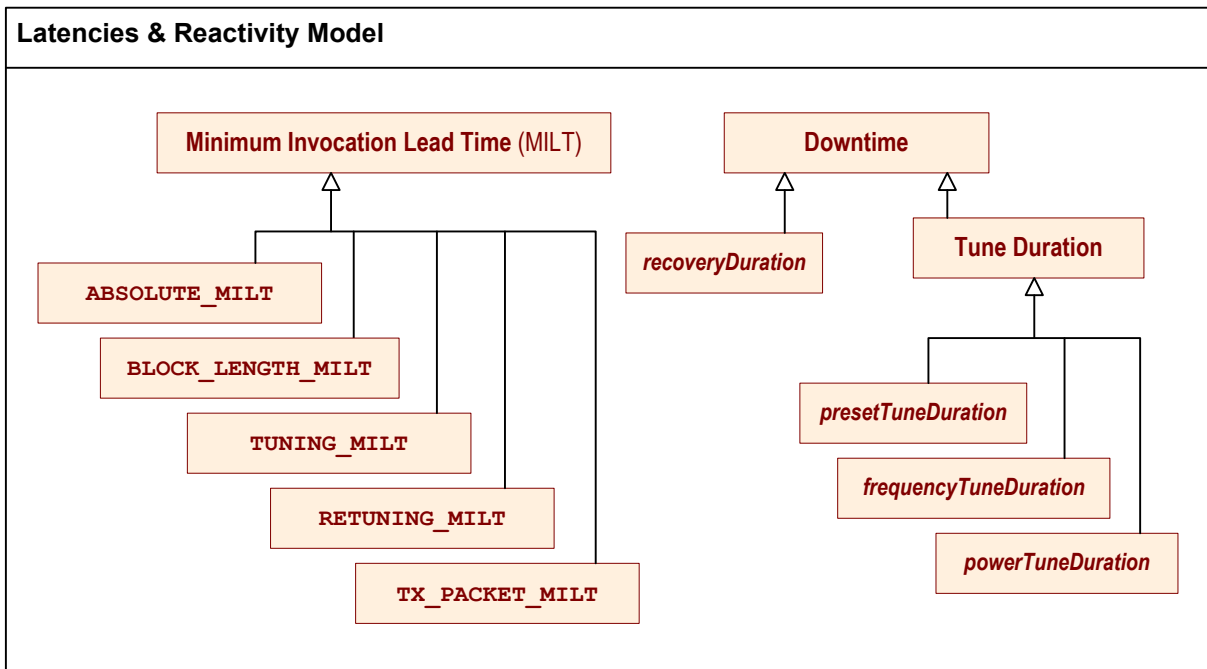 Latencies & Reactivity Model
Minimum Invocation Lead Time (MILT)
Downtime
recoveryDuration
Tune Duration
ABSOLUTE_MILT
BLOCK_LENGTH_MILT
TUNING_MILT
RETUNING_MILT
TX_PACKET_MILT
presetTuneDuration
frequencyTuneDuration
powerTuneDuration